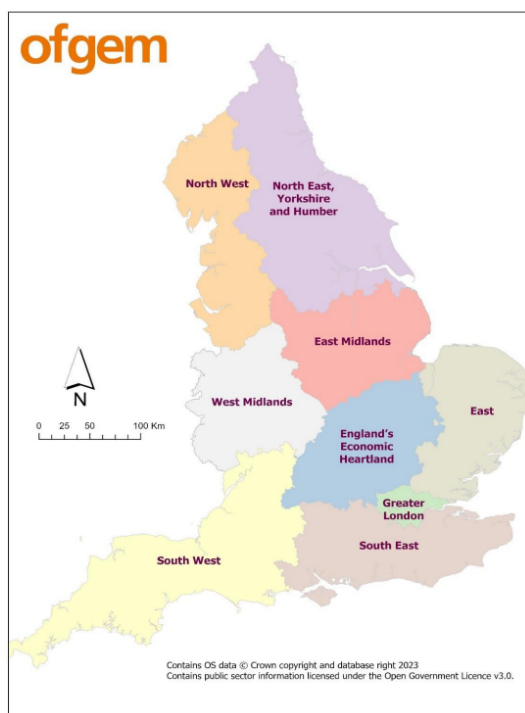 ofgem
North West
North East,
Yorkshire
and Humber
East Midlands
N
0 25 50 100 Km
West Midlands
England's
Economic
Heartland
East
Greater
London
South East
South West
Contains OS data © Crown copyright and database right 2023
Contains public sector information licensed under the Open Government Licence v3.0.